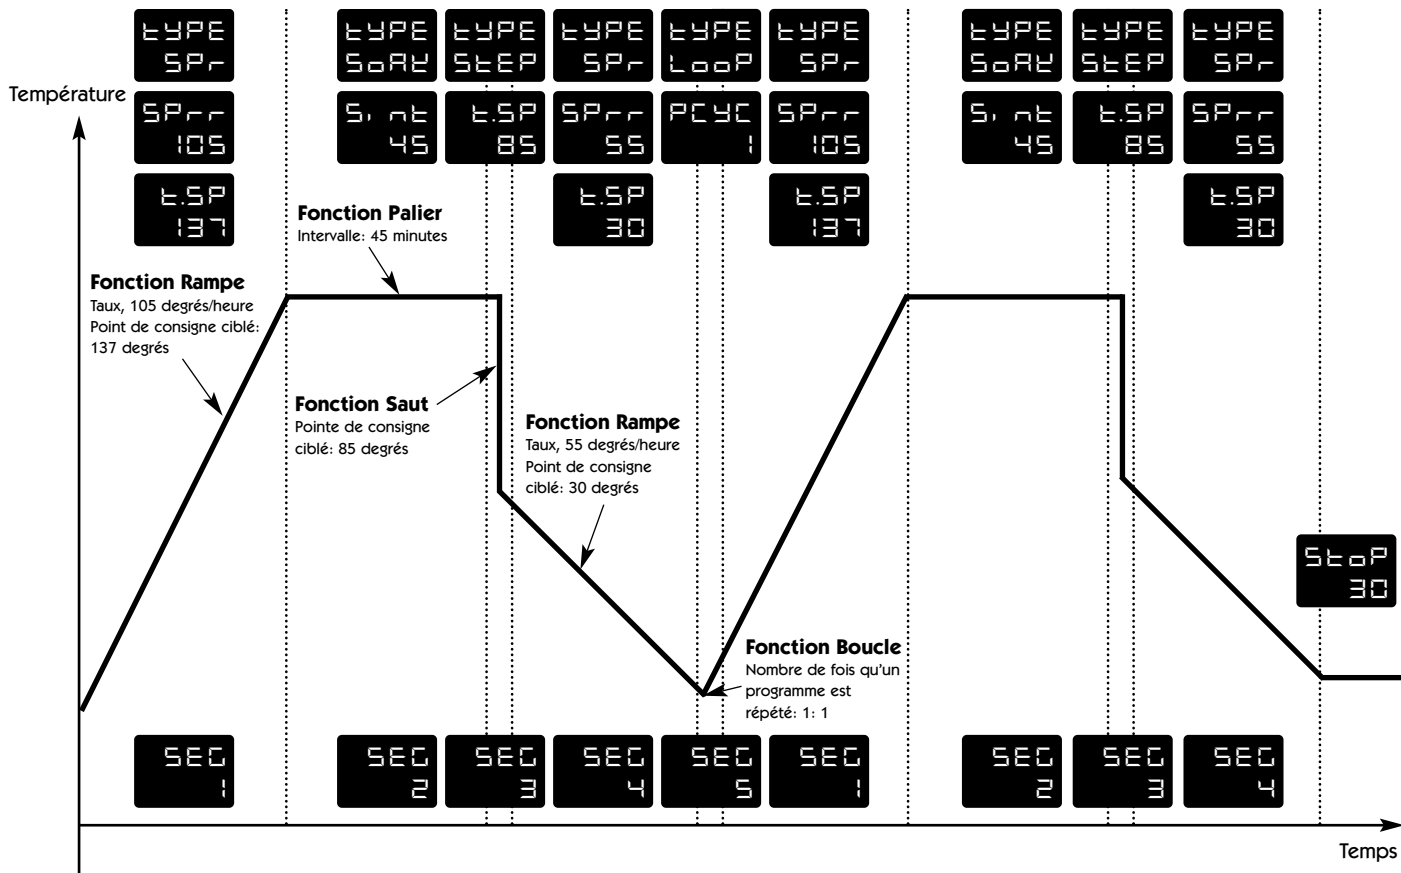 tYPE
SPr
tYPE
SoAK
tYPE
StEP
tYPE
SPr
tYPE
LooP
tYPE
SPr
tYPE
SoAK
tYPE
StEP
tYPE
SPr
Température
SPrr
105
Sint
45
t.SP
85
SPrr
55
PCYC
1
SPrr
105
Sint
45
t.SP
85
SPrr
55
t.SP
137
t.SP
30
t.SP
137
t.SP
30
Fonction Palier
Intervalle: 45 minutes
Fonction Rampe
Taux, 105 degrés/heure
Point de consigne ciblé:
137 degrés
Fonction Saut
Pointe de consigne
ciblé: 85 degrés
Fonction Rampe
Taux, 55 degrés/heure
Point de consigne
ciblé: 30 degrés
StoP
30
Fonction Boucle
Nombre de fois qu'un
programme est
répété: 1: 1
SEG
1
SEG
2
SEG
3
SEG
4
SEG
5
SEG
1
SEG
2
SEG
3
SEG
4
Temps